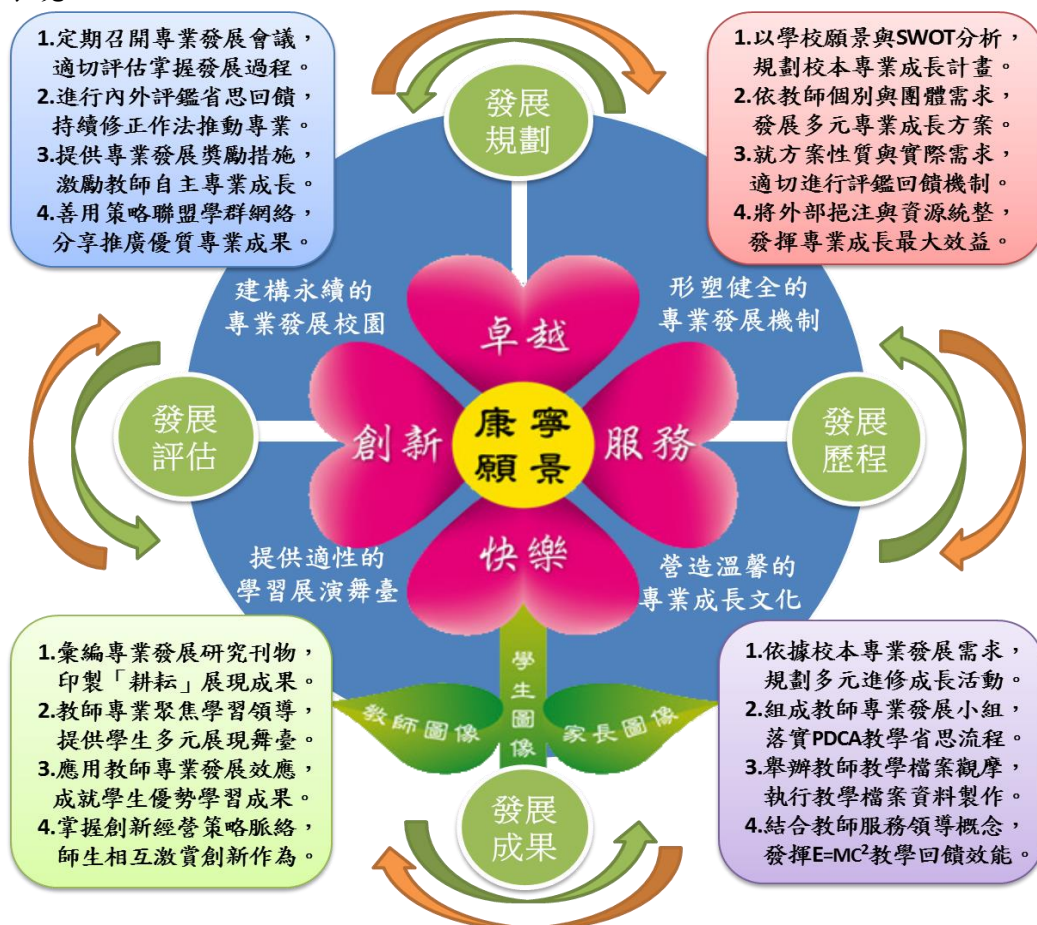 1.定期召開專業發展會議，
適切評估掌握發展過程。
2.進行內外評鑑省思回饋，
持續修正作法推動專業。
3.提供專業發展獎勵措施，
激勵教師自主專業成長。
4.善用策略聯盟學群網絡，
分享推廣優質專業成果。
發展
規劃
1.以學校願景與SWOT分析，
規劃校本專業成長計畫。
2.依教師個別與團體需求，
發展多元專業成長方案。
3.就方案性質與實際需求，
適切進行評鑑回饋機制。
4.將外部挹注與資源統整，
發揮專業成長最大效益。
建構永續的
專業發展校園
形塑健全的
專業發展機制
卓越
發展
評估
創新
康寧
願景
服務
發展
歷程
快樂
提供適性的
學習展演舞臺
營造溫馨的
專業成長文化
教師圖像
學生圖像
家長圖像
1.彙編專業發展研究刊物，
印製「耕耘」展現成果。
2.教師專業聚焦學習領導，
提供學生多元展現舞臺。
3.應用教師專業發展效應，
成就學生優勢學習成果。
4.掌握創新經營策略脈絡，
師生相互激賞創新作為。
發展
成果
1.依據校本專業發展需求，
規劃多元進修成長活動。
2.組成教師專業發展小組，
落實PDCA教學省思流程。
3.舉辦教師教學檔案觀摩，
執行教學檔案資料製作。
4.結合教師服務領導概念，
發揮E=MC²教學回饋效能。